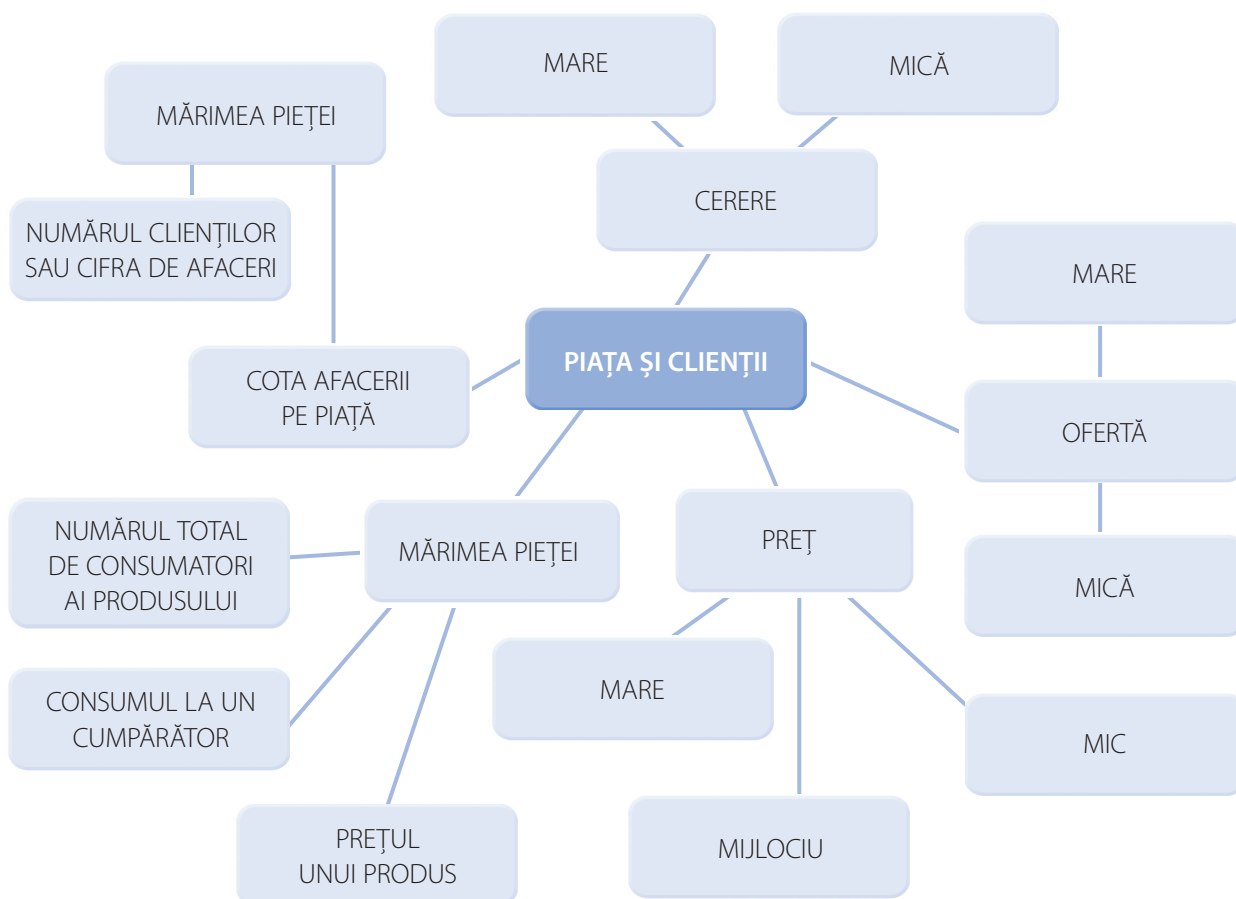 MARE
MICĂ
MĂRIMEA PIEȚEI
CERERE
NUMĂRUL CLIENȚILOR
SAU CIFRA DE AFACERI
MARE
PIAȚA ȘI CLIENȚII
COTA AFACERII
PE PIAȚĂ
OFERTĂ
NUMĂRUL TOTAL
DE CONSUMATORI
AI PRODUSULUI
MĂRIMEA PIEȚEI
PREȚ
MICĂ
MARE
CONSUMUL LA UN
CUMPĂRĂTOR
MIC
PREȚUL
UNUI PRODUS
MIJLOCIU